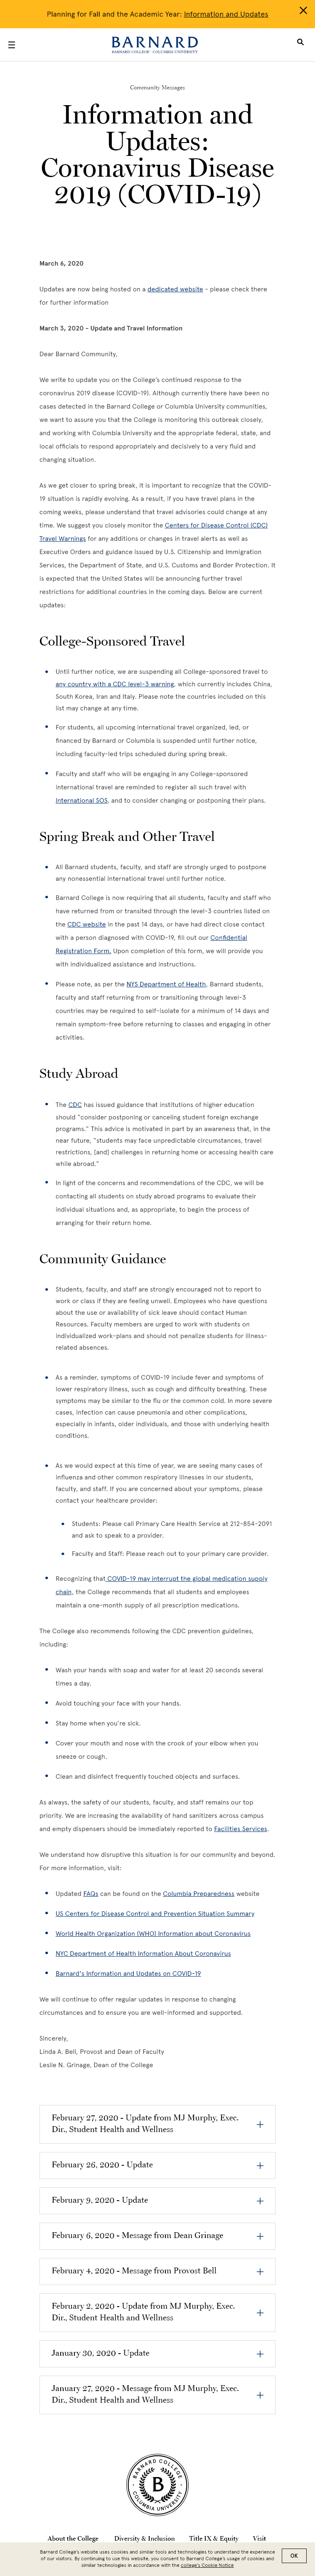 Planning for Fall and the Academic Year: Information and Updates
BARNARD
BARNARD COLLEGE · COLUMBIA UNIVERSITY
Community Messages
Information and
Updates:
Coronavirus Disease
2019 (COVID-19)
March 6, 2020
Updates are now being hosted on a dedicated website - please check there
for further information
March 3, 2020 - Update and Travel Information
Dear Barnard Community,
We write to update you on the College's continued response to the
coronavirus 2019 disease (COVID-19). Although currently there have been no
cases detected in the Barnard College or Columbia University communities,
we want to assure you that the College is monitoring this outbreak closely,
and working with Columbia University and the appropriate federal, state, and
local officials to respond appropriately and decisively to a very fluid and
changing situation.
As we get closer to spring break, it is important to recognize that the COVID-
19 situation is rapidly evolving. As a result, if you have travel plans in the
coming weeks, please understand that travel advisories could change at any
time. We suggest you closely monitor the Centers for Disease Control (CDC)
Travel Warnings for any additions or changes in travel alerts as well as
Executive Orders and guidance issued by U.S. Citizenship and Immigration
Services, the Department of State, and U.S. Customs and Border Protection. It
is expected that the United States will be announcing further travel
restrictions for additional countries in the coming days. Below are current
updates:
College-Sponsored Travel
Until further notice, we are suspending all College-sponsored travel to
any country with a CDC level-3 warning, which currently includes China,
South Korea, Iran and Italy. Please note the countries included on this
list may change at any time.
For students, all upcoming international travel organized, led, or
financed by Barnard or Columbia is suspended until further notice,
including faculty-led trips scheduled during spring break.
Faculty and staff who will be engaging in any College-sponsored
international travel are reminded to register all such travel with
International SOS, and to consider changing or postponing their plans.
Spring Break and Other Travel
All Barnard students, faculty, and staff are strongly urged to postpone
any nonessential international travel until further notice.
Barnard College is now requiring that all students, faculty and staff who
have returned from or transited through the level-3 countries listed on
the CDC website in the past 14 days, or have had direct close contact
with a person diagnosed with COVID-19, fill out our Confidential
Registration Form. Upon completion of this form, we will provide you
with individualized assistance and instructions.
Please note, as per the NYS Department of Health, Barnard students,
faculty and staff returning from or transitioning through level-3
countries may be required to self-isolate for a minimum of 14 days and
remain symptom-free before returning to classes and engaging in other
activities.
Study Abroad
The CDC has issued guidance that institutions of higher education
should "consider postponing or canceling student foreign exchange
programs." This advice is motivated in part by an awareness that, in the
near future, "students may face unpredictable circumstances, travel
restrictions, [and] challenges in returning home or accessing health care
while abroad."
In light of the concerns and recommendations of the CDC, we will be
contacting all students on study abroad programs to evaluate their
individual situations and, as appropriate, to begin the process of
arranging for their return home.
Community Guidance
Students, faculty, and staff are strongly encouraged not to report to
work or class if they are feeling unwell. Employees who have questions
about the use or availability of sick leave should contact Human
Resources. Faculty members are urged to work with students on
individualized work-plans and should not penalize students for illness-
related absences.
As a reminder, symptoms of COVID-19 include fever and symptoms of
lower respiratory illness, such as cough and difficulty breathing. These
symptoms may be similar to the flu or the common cold. In more severe
cases, infection can cause pneumonia and other complications,
especially in infants, older individuals, and those with underlying health
conditions.
As we would expect at this time of year, we are seeing many cases of
influenza and other common respiratory illnesses in our students,
faculty, and staff. If you are concerned about your symptoms, please
contact your healthcare provider:
Students: Please call Primary Care Health Service at 212-854-2091
and ask to speak to a provider.
Faculty and Staff: Please reach out to your primary care provider.
Recognizing that COVID-19 may interrupt the global medication supply
chain, the College recommends that all students and employees
maintain a one-month supply of all prescription medications.
The College also recommends following the CDC prevention guidelines,
including:
Wash your hands with soap and water for at least 20 seconds several
times a day.
Avoid touching your face with your hands.
Stay home when you're sick.
Cover your mouth and nose with the crook of your elbow when you
sneeze or cough.
Clean and disinfect frequently touched objects and surfaces.
As always, the safety of our students, faculty, and staff remains our top
priority. We are increasing the availability of hand sanitizers across campus
and empty dispensers should be immediately reported to Facilities Services.
We understand how disruptive this situation is for our community and beyond.
For more information, visit:
Updated FAQs can be found on the Columbia Preparedness website
US Centers for Disease Control and Prevention Situation Summary
World Health Organization (WHO) Information about Coronavirus
NYC Department of Health Information About Coronavirus
Barnard's Information and Updates on COVID-19
We will continue to offer regular updates in response to changing
circumstances and to ensure you are well-informed and supported.
Sincerely,
Linda A. Bell, Provost and Dean of Faculty
Leslie N. Grinage, Dean of the College
February 27, 2020 - Update from MJ Murphy, Exec.
Dir., Student Health and Wellness
February 26, 2020 - Update
February 9, 2020 - Update
February 6, 2020 - Message from Dean Grinage
February 4, 2020 - Message from Provost Bell
February 2, 2020 - Update from MJ Murphy, Exec.
Dir., Student Health and Wellness
January 30, 2020 - Update
January 27, 2020 - Message from MJ Murphy, Exec.
Dir., Student Health and Wellness
BARNARD COLLEGE
B
COLUMBIA UNIVERSITY
About the College Diversity & Inclusion Title IX & Equity Visit
Barnard College's website uses cookies and similar tools and technologies to understand the experience
of our visitors. By continuing to use this website, you consent to Barnard College's usage of cookies and
similar technologies in accordance with the college's Cookie Notice
OK